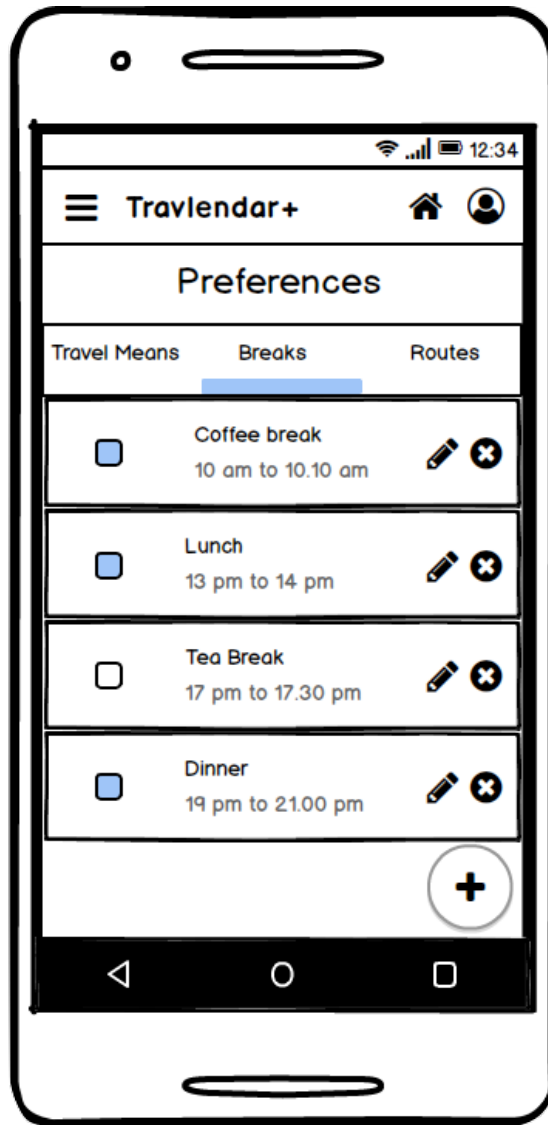 12:34
Travlendar+
Preferences
Travel Means Breaks Routes
Coffee break
10 am to 10.10 am
Lunch
13 pm to 14 pm
Tea Break
17 pm to 17.30 pm
Dinner
19 pm to 21.00 pm